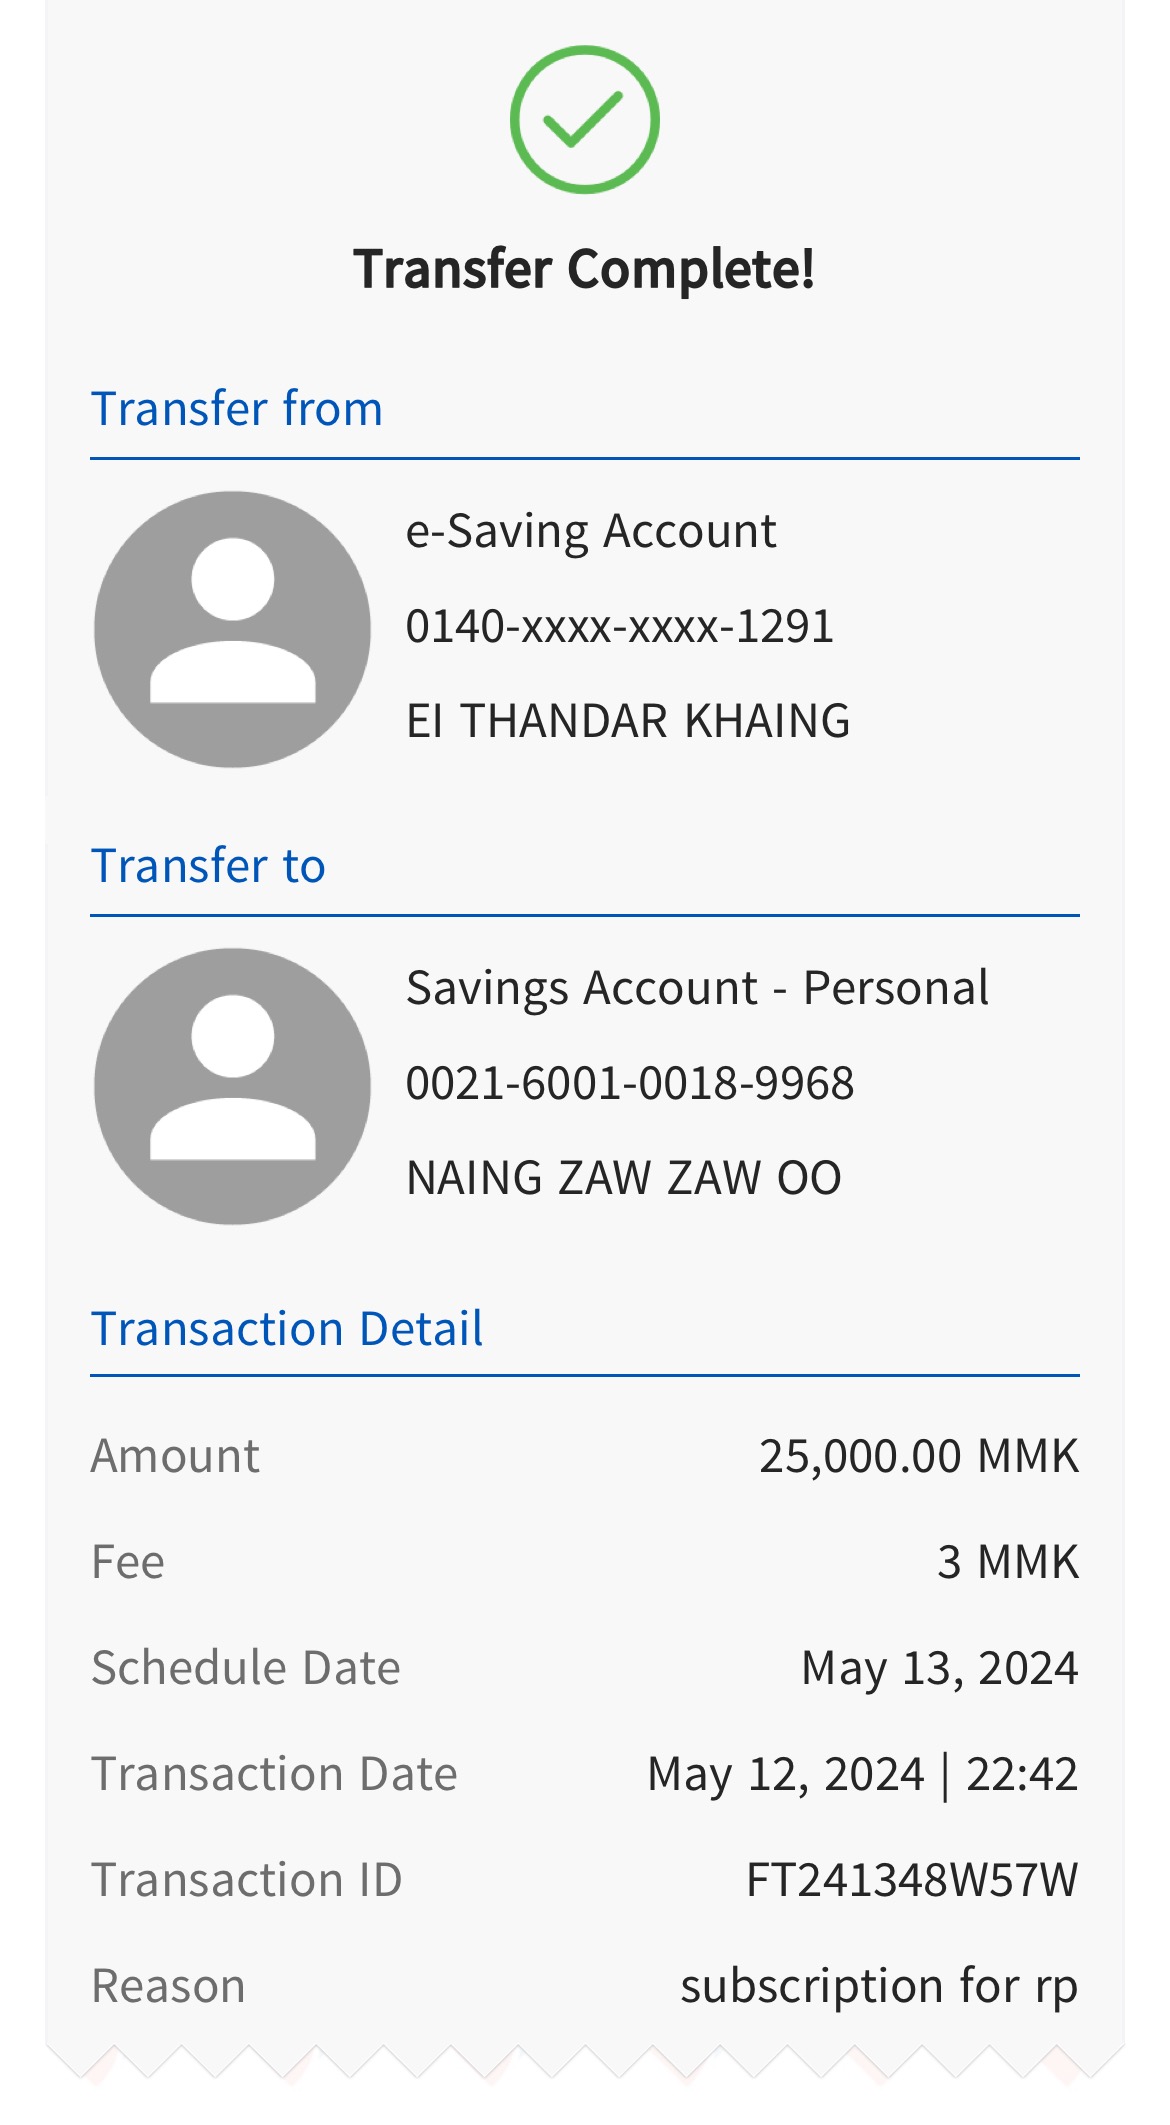 Transfer Complete!
Transfer from
e-Saving Account
0140-xxxx-xxxx-1291
EI THANDAR KHAING
Transfer to
Savings Account - Personal
0021-6001-0018-9968
NAING ZAW ZAW OO
Transaction Detail
Amount 25,000.00 MMK
Fee 3 MMK
Schedule Date May 13, 2024
Transaction Date May 12, 2024 | 22:42
Transaction ID FT241348W57W
Reason subscription for rp